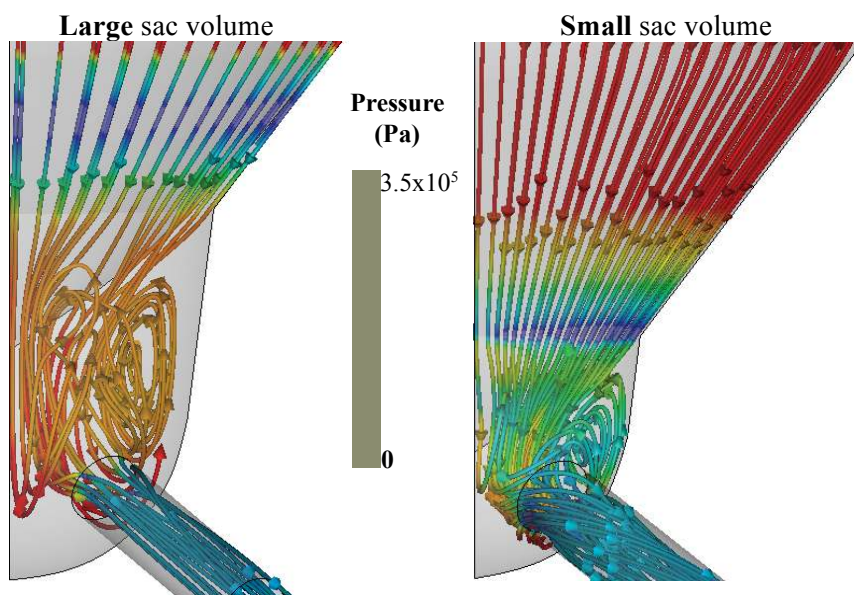 Large sac volume
Small sac volume
Pressure
(Pa)
3.5x10⁵
0